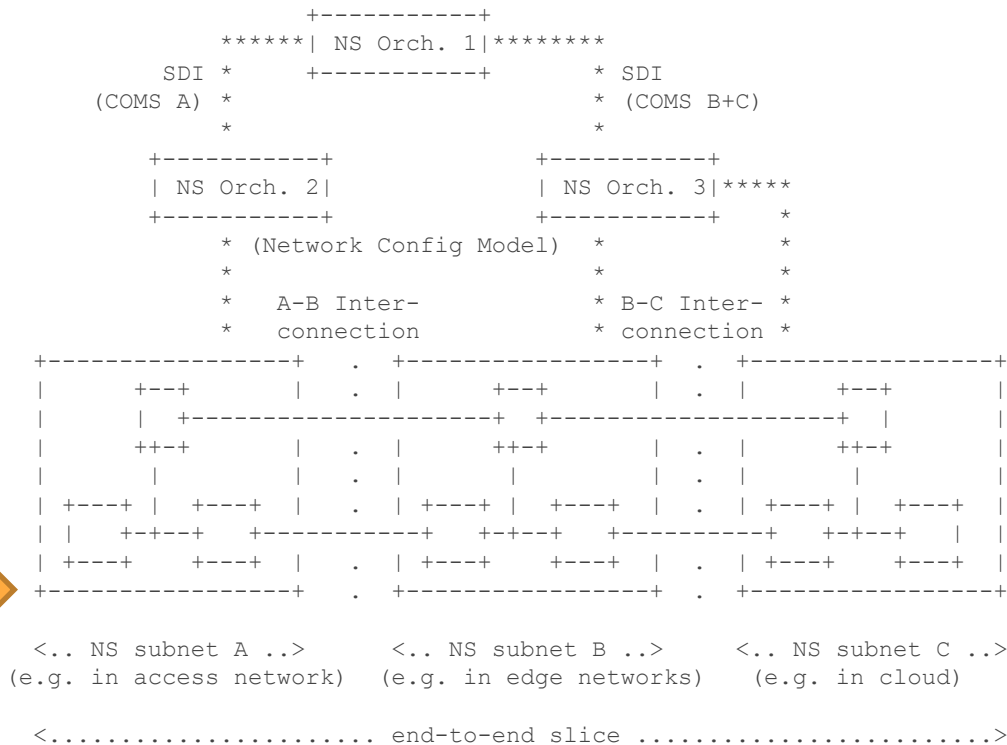 +-----------+
******| NS Orch. 1|********
SDI *     +-----------+       * SDI
(COMS A) *                         * (COMS B+C)
*                         *
+-----------+              +-----------+
| NS Orch. 2|              | NS Orch. 3|*****
+-----------+              +-----------+    *
* (Network Config Model)  *            *
*                         *            *
*   A-B Inter-            * B-C Inter- *
*   connection            * connection *
+-----------------+   .  +-----------------+  .  +-----------------+
|      +--+       |   .  |      +--+       |  .  |      +--+       |
|      |  +---------------------+  +---------------------+  |       |
|      ++-+       |   .  |      ++-+       |  .  |      ++-+       |
|       |         |   .  |       |         |  .  |       |         |
| +---+ |  +---+  |   .  | +---+ |  +---+  |  .  | +---+ |  +---+  |
| |   +-+--+   +-----------+   +-+--+   +----------+   +-+--+   |  |
| +---+    +---+  |   .  | +---+    +---+  |  .  | +---+    +---+  |
+-----------------+   .  +-----------------+  .  +-----------------+
<.. NS subnet A ..>      <.. NS subnet B ..>     <.. NS subnet C ..>
(e.g. in access network)  (e.g. in edge networks)   (e.g. in cloud)
<....................... end-to-end slice .........................>